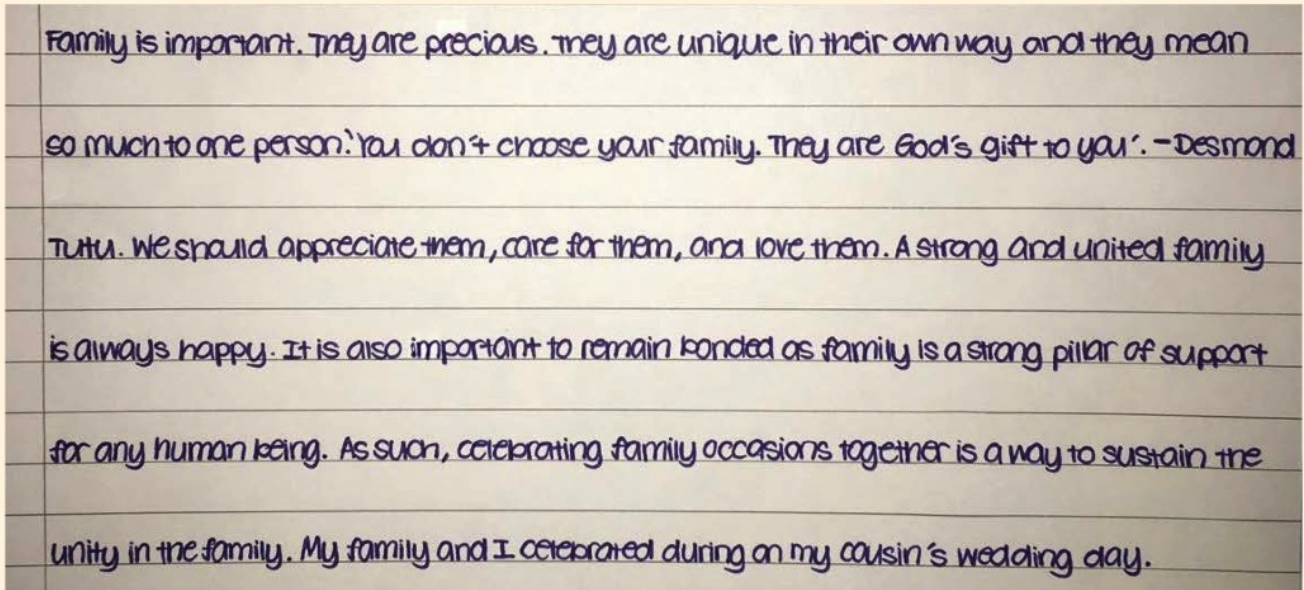 Family is important. They are precious. They are unique in their own way and they mean
so much to one person. 'You don't choose your family. They are God's gift to you'. - Desmond
Tutu. We should appreciate them, care for them, and love them. A strong and united family
is always happy. It is also important to remain bonded as family is a strong pillar of support
for any human being. As such, celebrating family occasions together is a way to sustain the
unity in the family. My family and I celebrated during on my cousin's wedding day.